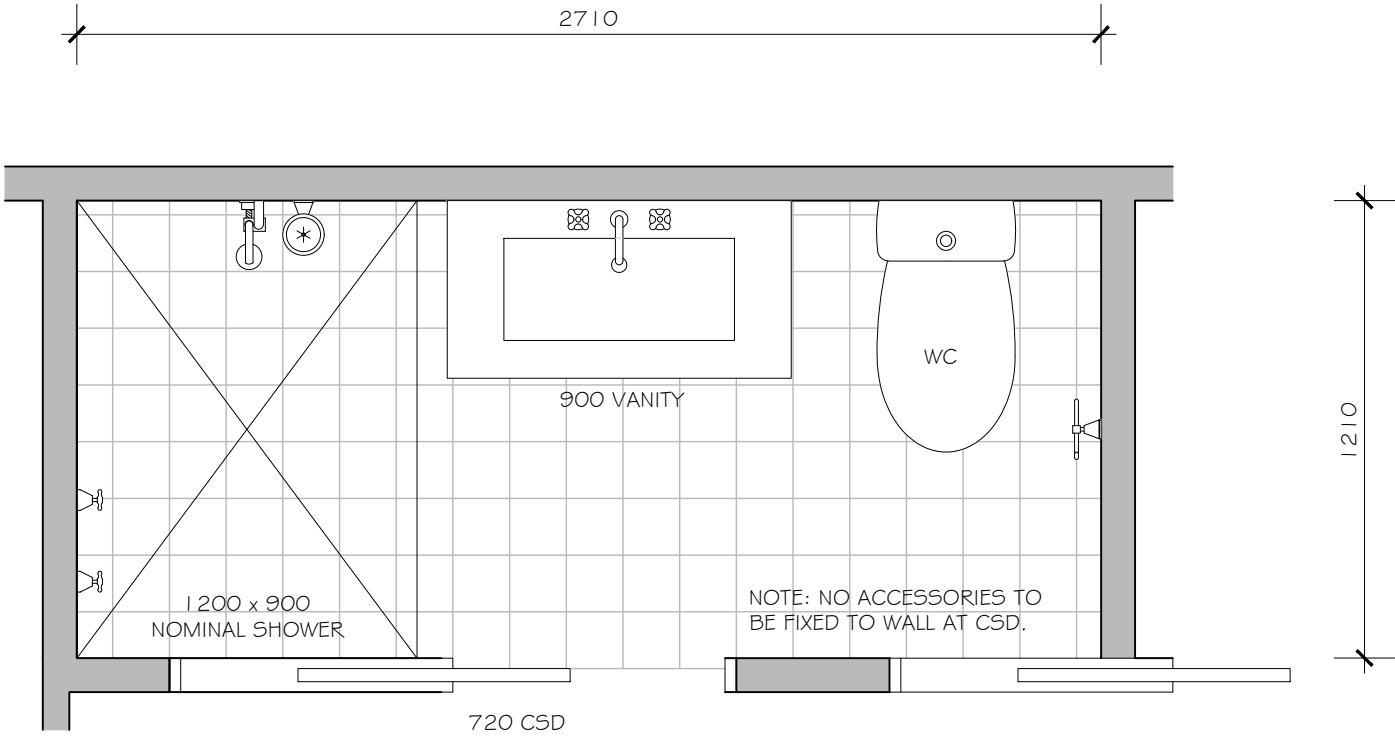 2710
WC
900 VANITY
1210
1200 x 900
NOMINAL SHOWER
NOTE: NO ACCESSORIES TO
BE FIXED TO WALL AT CSD.
720 CSD